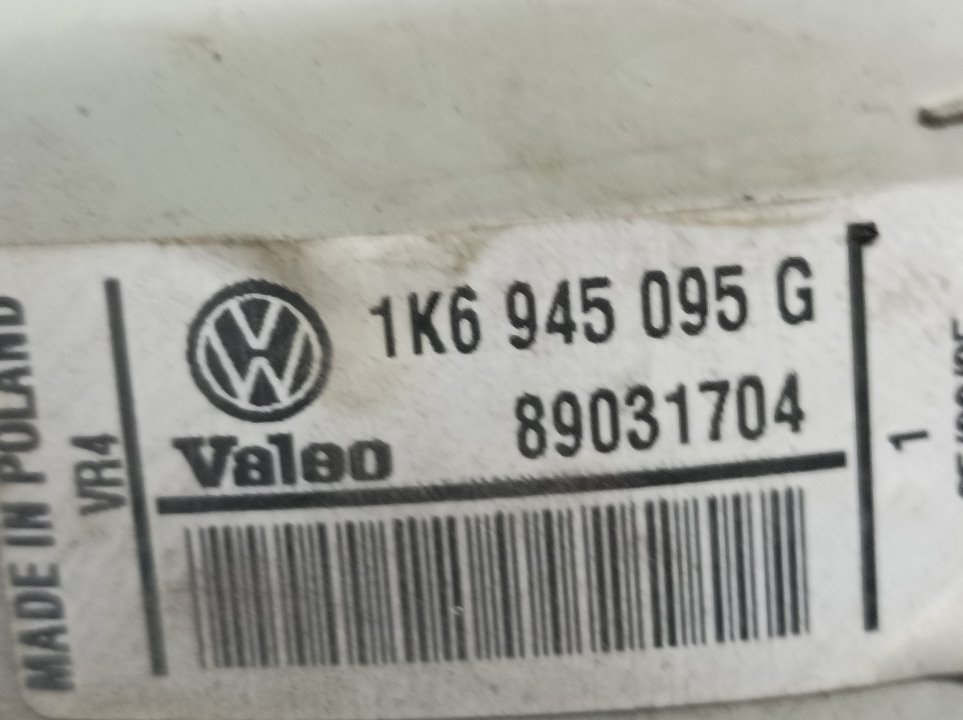 MADE IN POLAND
VR4
1K6 945 095 G
89031704
Valeo
1